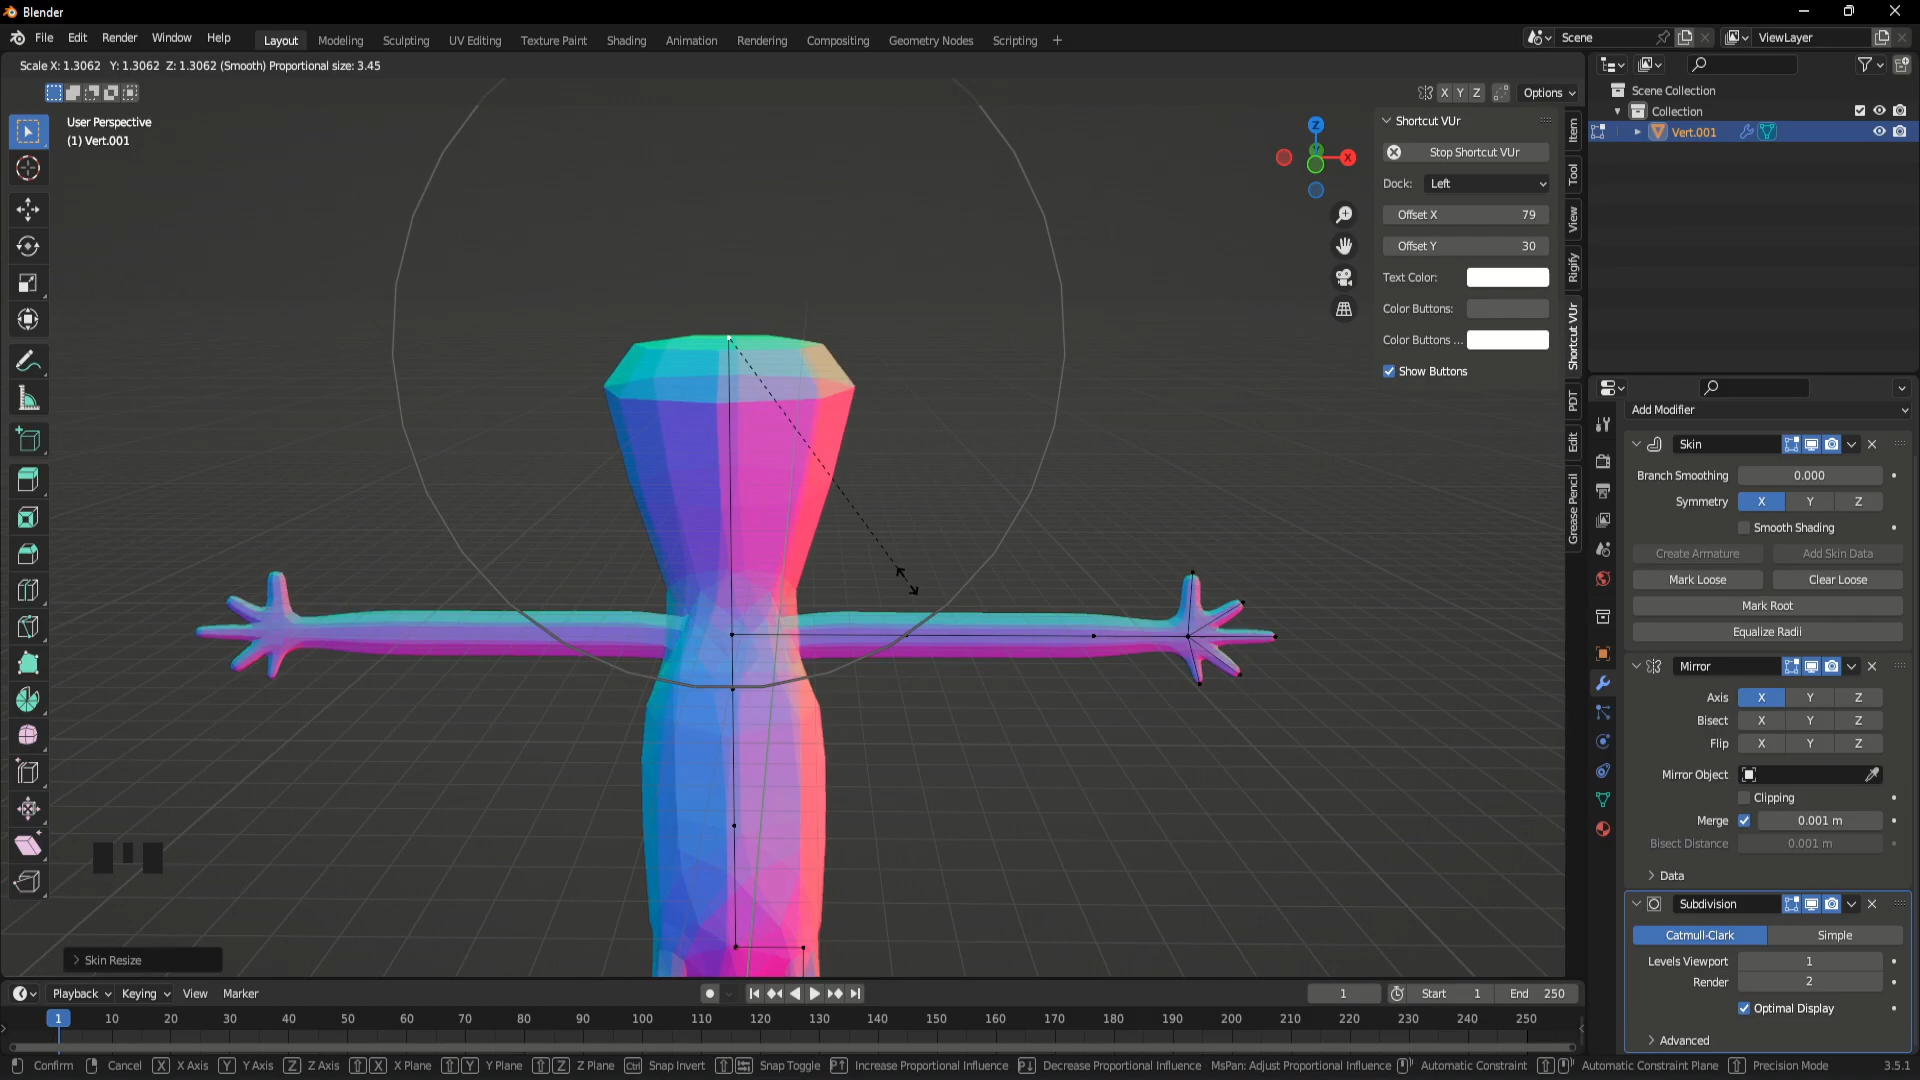 Blender
File Edit Render Window Help
Layout Modeling Sculpting UV Editing Texture Paint Shading Animation Rendering Compositing Geometry Nodes Scripting +
Scene
ViewLayer
Scale X: 1.3062 Y: 1.3062 Z: 1.3062 (Smooth) Proportional size: 3.45
X Y Z Options
User Perspective
(1) Vert.001
Z
X
Shortcut VUr
Stop Shortcut VUr
Dock: Left
Offset X 79
Offset Y 30
Text Color:
Color Buttons:
Color Buttons ...
Show Buttons
Item
Tool
View
Rigify
Shortcut VUr
PDT
Edit
Grease Pencil
Scene Collection
Collection
Vert.001
Add Modifier
Skin
Branch Smoothing 0.000
Symmetry X Y Z
Smooth Shading
Create Armature Add Skin Data
Mark Loose Clear Loose
Mark Root
Equalize Radii
Mirror
Axis X Y Z
Bisect X Y Z
Flip X Y Z
Mirror Object
Clipping
Merge 0.001 m
Bisect Distance 0.001 m
Data
Subdivision
Catmull-Clark Simple
Levels Viewport 1
Render 2
Optimal Display
Advanced
Skin Resize
Playback Keying View Marker
1 Start 1 End 250
1 10 20 30 40 50 60 70 80 90 100 110 120 130 140 150 160 170 180 190 200 210 220 230 240 250
Confirm Cancel X X Axis Y Y Axis Z Z Axis X X Plane Y Y Plane Z Z Plane Ctrl Snap Invert Snap Toggle P↑ Increase Proportional Influence P↓ Decrease Proportional Influence MsPan: Adjust Proportional Influence Automatic Constraint Automatic Constraint Plane Precision Mode 3.5.1